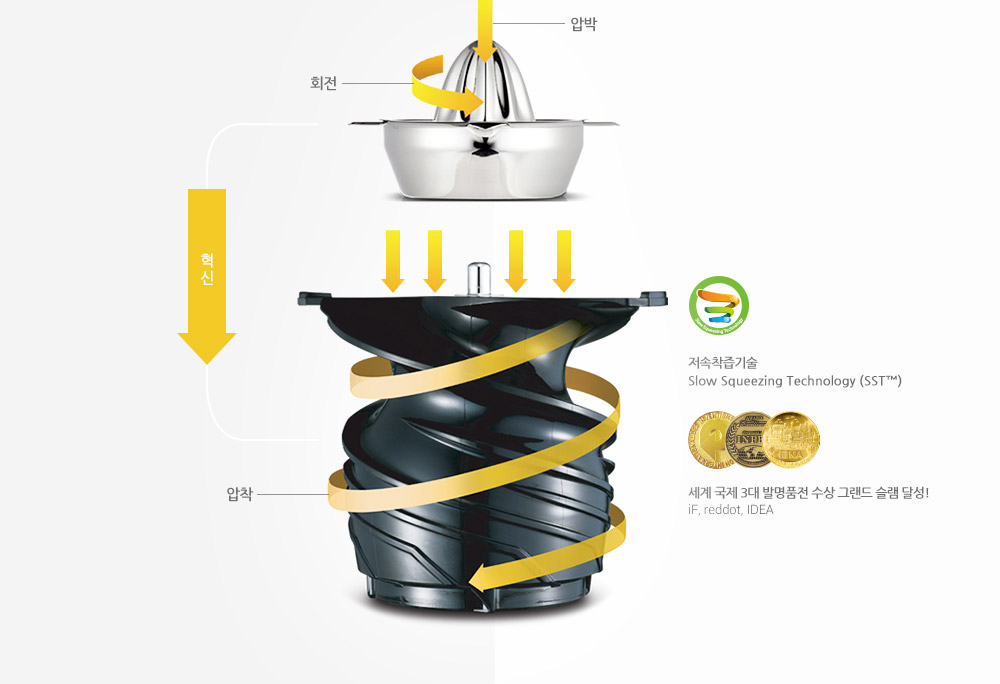 압박
회전
혁
신
Slow Squeezing Technology
저속착즙기술
Slow Squeezing Technology (SST™)
압착
세계 국제 3대 발명품전 수상 그랜드 슬램 달성!
iF, reddot, IDEA